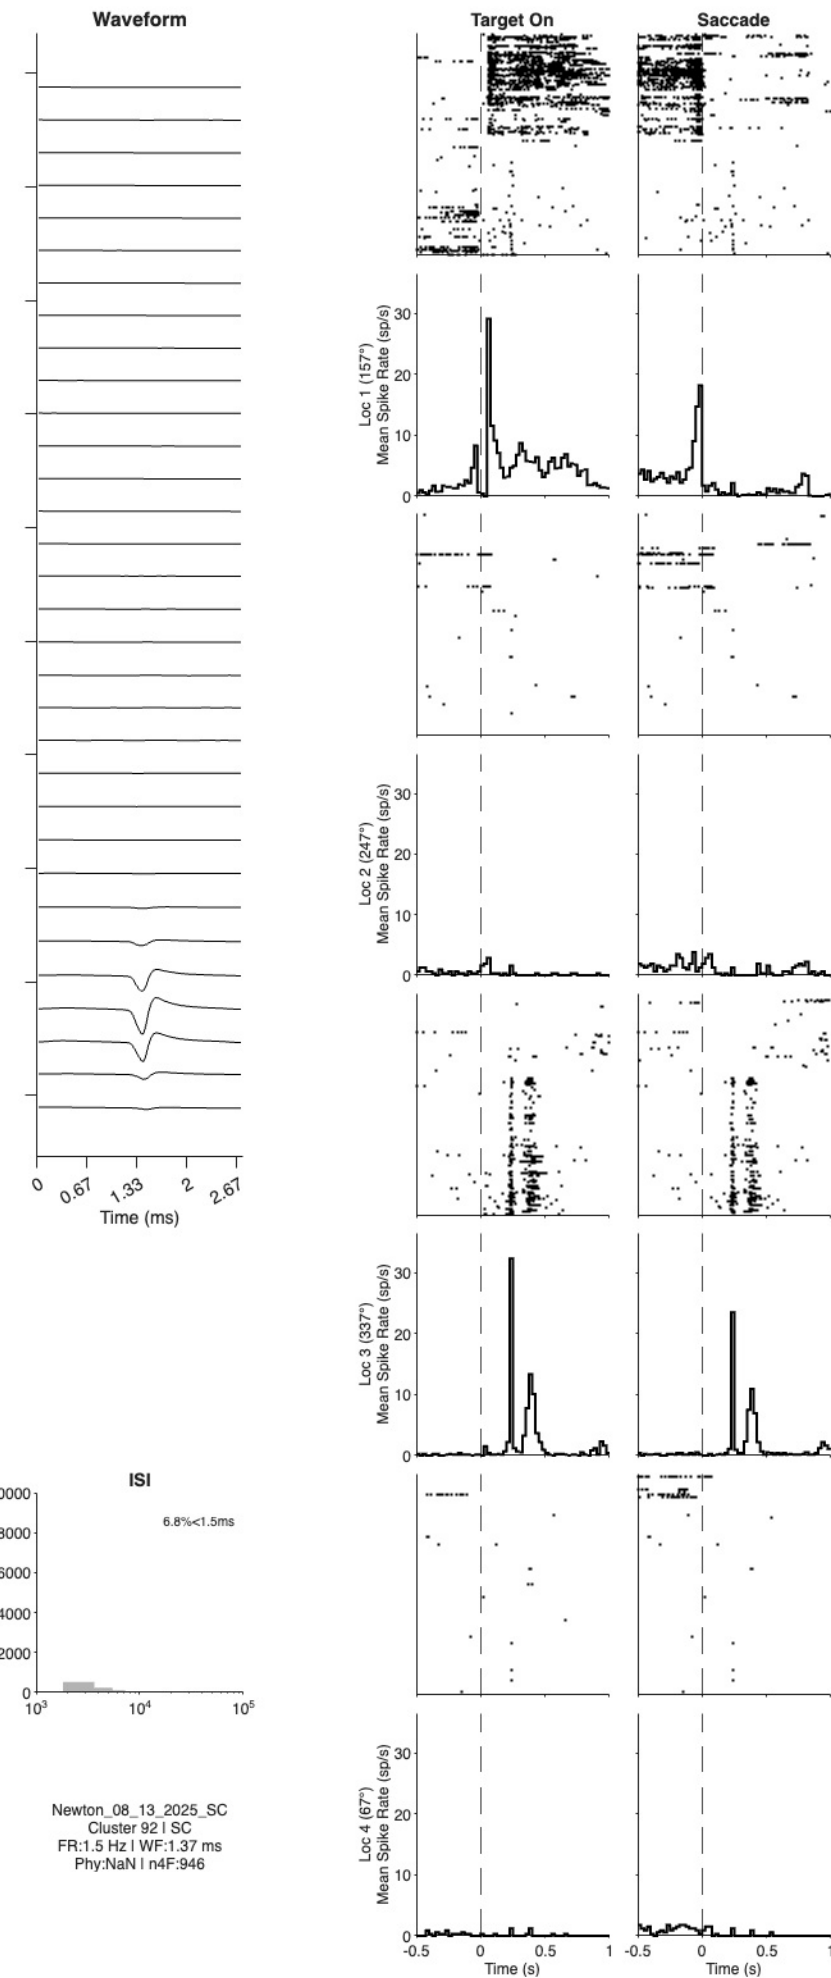 Waveform
Target On
Saccade
0
0.67
1.33
2
2.67
Time (ms)
30
20
10
0
Loc 1 (157°)
Mean Spike Rate (sp/s)
30
20
10
0
Loc 2 (247°)
Mean Spike Rate (sp/s)
30
20
10
0
Loc 3 (337°)
Mean Spike Rate (sp/s)
ISI
6.8%<1.5ms
0000
8000
6000
4000
2000
0
10³
10⁴
10⁵
30
20
10
0
Loc 4 (67°)
Mean Spike Rate (sp/s)
-0.5
0
0.5
1
-0.5
0
0.5
1
Time (s)
Time (s)
Newton_08_13_2025_SC
Cluster 92 | SC
FR:1.5 Hz | WF:1.37 ms
Phy:NaN | n4F:946